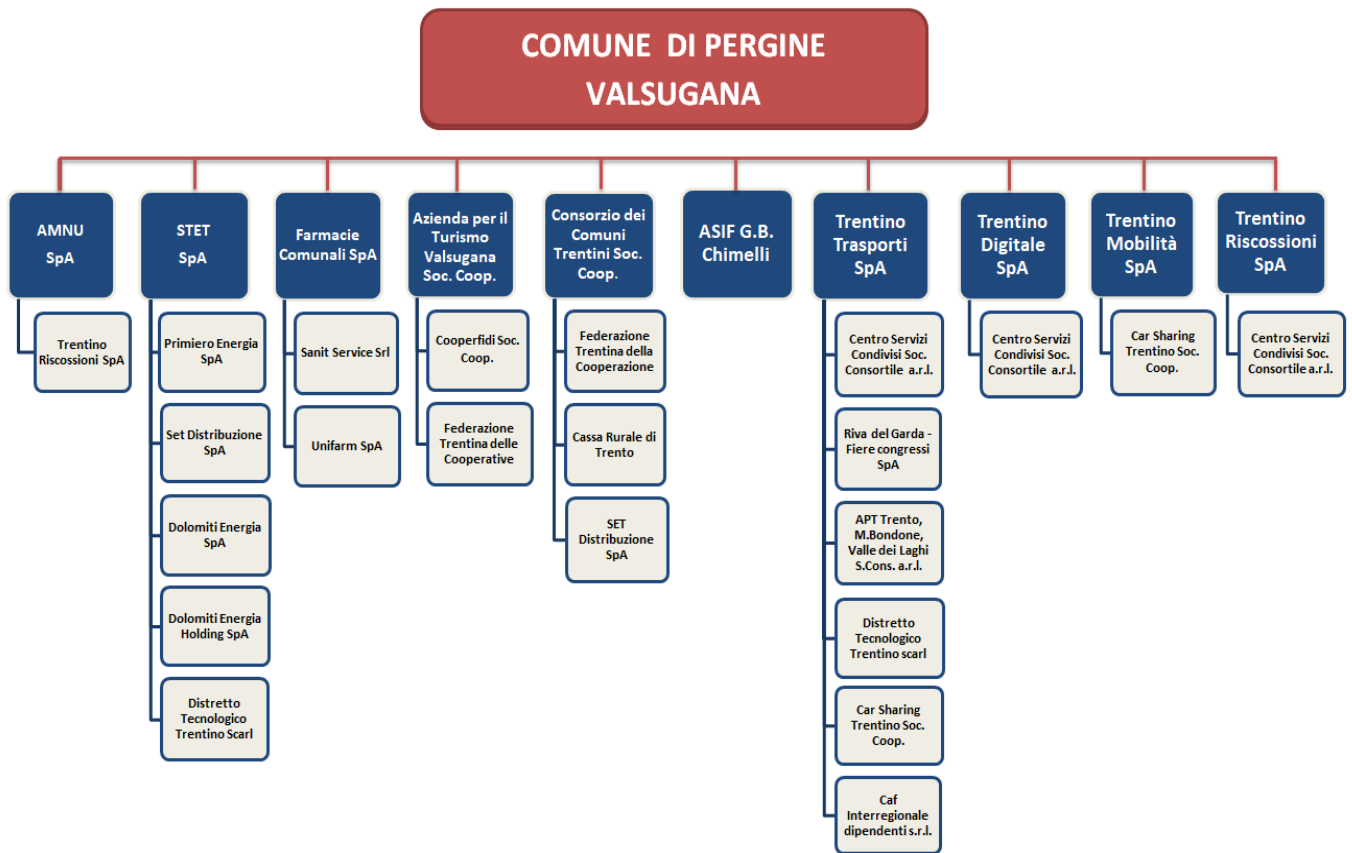 COMUNE DI PERGINE
VALSUGANA
AMNU
SpA
Trentino
Riscossioni SpA
STET
SpA
Primiero Energia
SpA
Set Distribuzione
SpA
Dolomiti Energia
SpA
Dolomiti Energia
Holding SpA
Distretto
Tecnologico
Trentino Scarl
Farmacie
Comunali SpA
Sanit Service Srl
Unifarm SpA
Azienda per il
Turismo
Valsugana
Soc. Coop.
Cooperfidi Soc.
Coop.
Federazione
Trentina delle
Cooperative
Consorzio dei
Comuni
Trentini Soc.
Coop.
Federazione
Trentina della
Cooperazione
Cassa Rurale di
Trento
SET
Distribuzione
SpA
ASIF G.B.
Chimelli
Trentino
Trasporti
SpA
Centro Servizi
Condivisi Soc.
Consortile a.r.l.
Riva del Garda -
Fiere congressi
SpA
APT Trento,
M.Bondone,
Valle dei Laghi
S.Cons. a.r.l.
Distretto
Tecnologico
Trentino scarl
Car Sharing
Trentino Soc.
Coop.
Caf
Interregionale
dipendenti s.r.l.
Trentino
Digitale
SpA
Centro Servizi
Condivisi Soc.
Consortile a.r.l.
Trentino
Mobilità
SpA
Car Sharing
Trentino Soc.
Coop.
Trentino
Riscossioni
SpA
Centro Servizi
Condivisi Soc.
Consortile a.r.l.